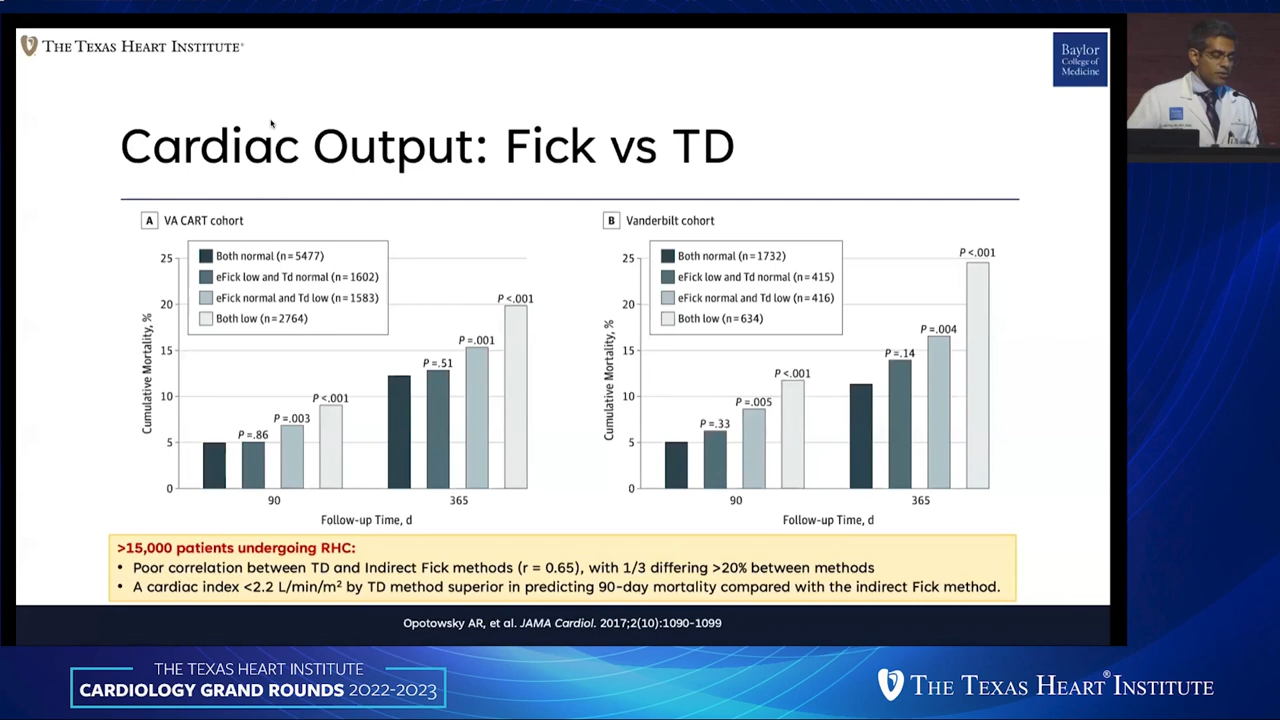 THE TEXAS HEART INSTITUTE®
Baylor
College of
Medicine
Cardiac Output: Fick vs TD
A VA CART cohort
Both normal (n=5477)
eFick low and Td normal (n=1602)
eFick normal and Td low (n=1583)
Both low (n=2764)
Cumulative Mortality, %
25
20
15
10
5
0
P=.86
P=.003
P<.001
P=.51
P=.001
P<.001
90
365
Follow-up Time, d
B Vanderbilt cohort
Both normal (n=1732)
eFick low and Td normal (n=415)
eFick normal and Td low (n=416)
Both low (n=634)
Cumulative Mortality, %
25
20
15
10
5
0
P=.33
P=.005
P<.001
P=.14
P=.004
P<.001
90
365
Follow-up Time, d
>15,000 patients undergoing RHC:
• Poor correlation between TD and Indirect Fick methods (r = 0.65), with 1/3 differing >20% between methods
• A cardiac index <2.2 L/min/m² by TD method superior in predicting 90-day mortality compared with the indirect Fick method.
Opotowsky AR, et al. JAMA Cardiol. 2017;2(10):1090-1099
THE TEXAS HEART INSTITUTE
CARDIOLOGY GRAND ROUNDS 2022-2023
THE TEXAS HEART® INSTITUTE